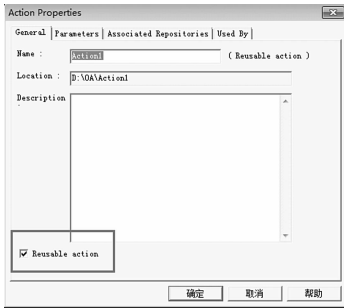 Action Properties
General Parameters Associated Repositories Used By
Name : Action1 ( Reusable action )
Location : D:\OA\Action1
Description :
Reusable action
确定 取消 帮助